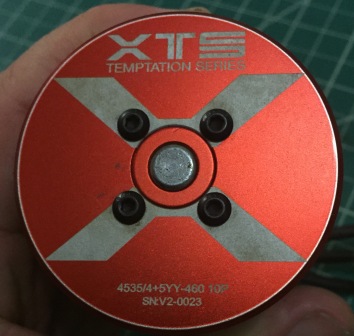 XTS
TEMPTATION SERIES
4535/4+5YY-460 10P
SN:V2-0023